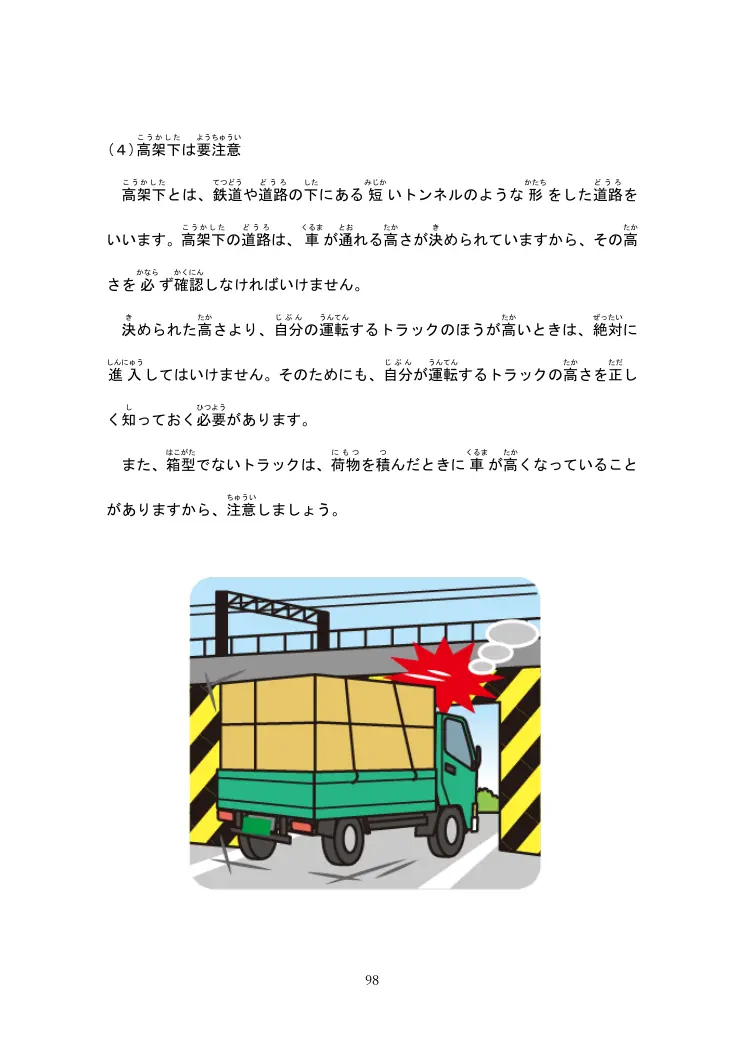 （４）高架下は要注意
高架下とは、鉄道や道路の下にある短いトンネルのような形をした道路を
いいます。高架下の道路は、車が通れる高さが決められていますから、その高
さを必ず確認しなければいけません。
決められた高さより、自分の運転するトラックのほうが高いときは、絶対に
進入してはいけません。そのためにも、自分が運転するトラックの高さを正し
く知っておく必要があります。
また、箱型でないトラックは、荷物を積んだときに車が高くなっていること
がありますから、注意しましょう。
98